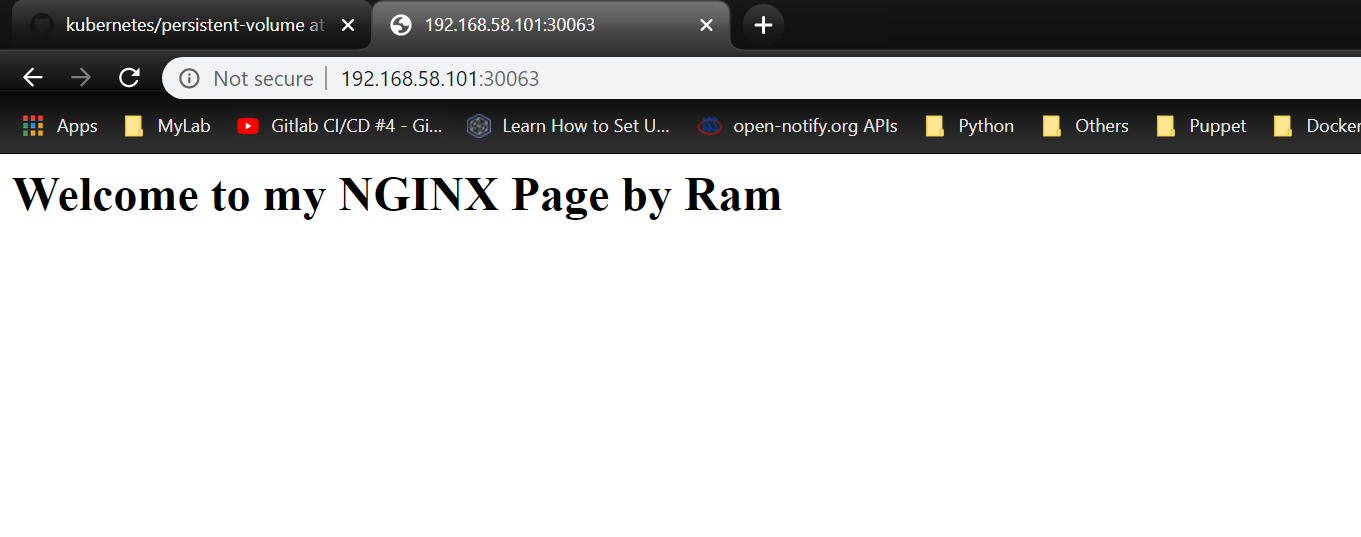 kubernetes/persistent-volume at
192.168.58.101:30063
Not secure 192.168.58.101:30063
Apps MyLab Gitlab CI/CD #4 - Gi... Learn How to Set U... open-notify.org APIs Python Others Puppet Docker
Welcome to my NGINX Page by Ram